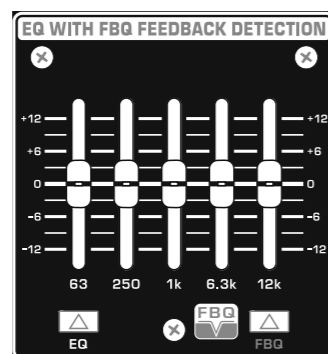 EQ WITH FBQ FEEDBACK DETECTION
+12 +12
+6 +6
0 0
-6 -6
-12 -12
63 250 1k 6.3k 12k
FBQ
EQ FBQ